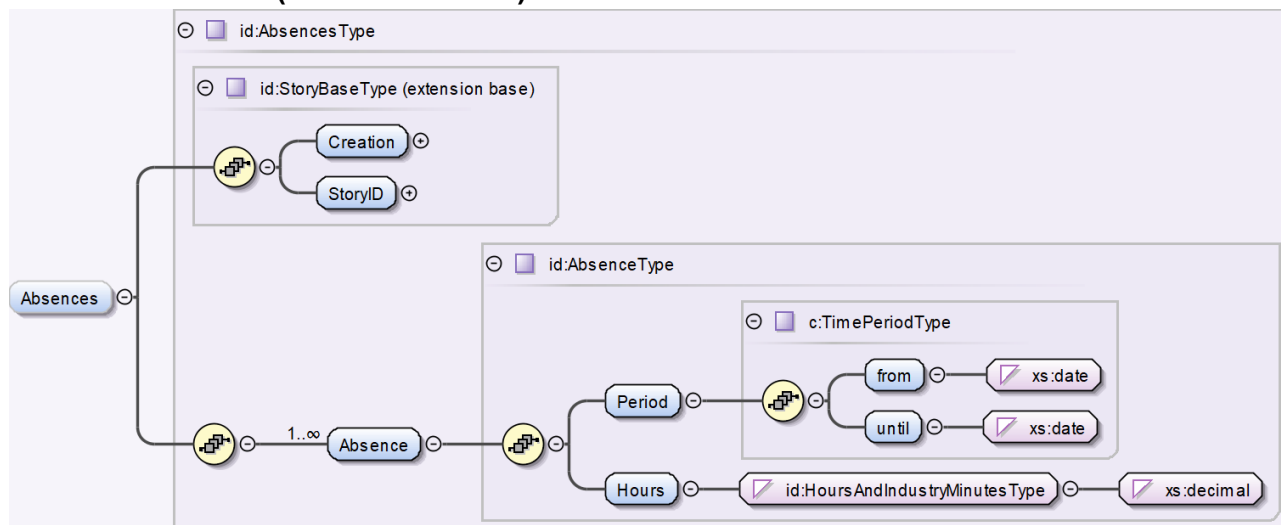 id:AbsencesType
id:StoryBaseType (extension base)
Creation
StoryID
id:AbsenceType
Absences
c:TimePeriodType
from xs:date
Period
until xs:date
1..∞ Absence
Hours id:HoursAndIndustryMinutesType xs:decimal